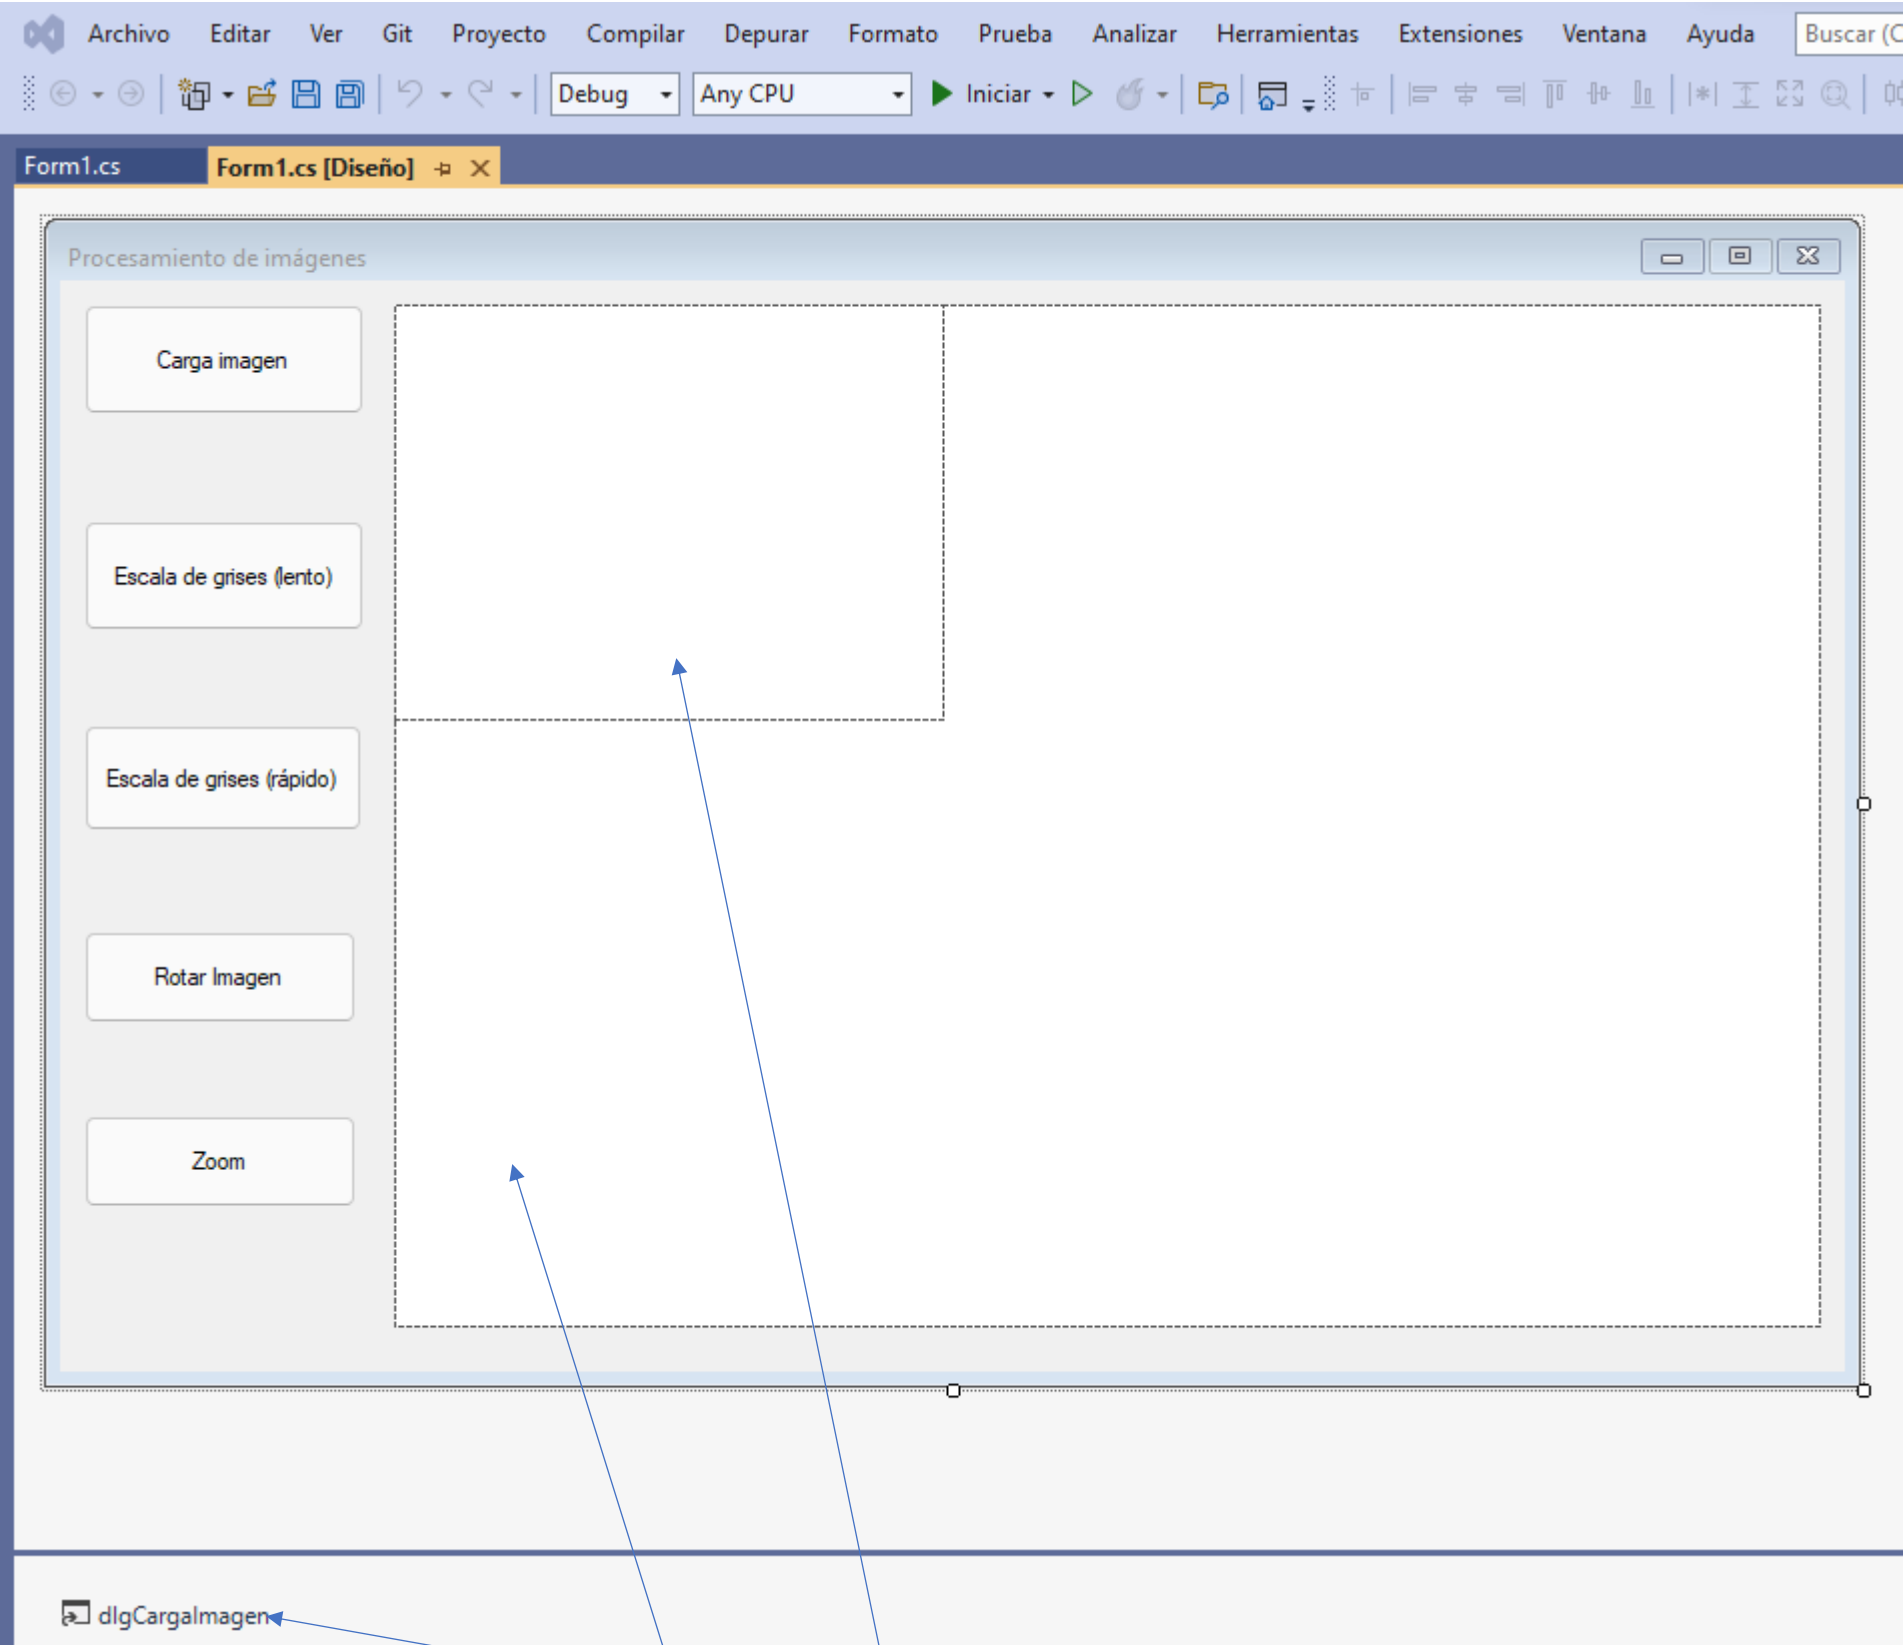 Archivo Editar Ver Git Proyecto Compilar Depurar Formato Prueba Analizar Herramientas Extensiones Ventana Ayuda Buscar (C
Debug Any CPU Iniciar
Form1.cs Form1.cs [Diseño]
Procesamiento de imágenes
Carga imagen
Escala de grises (lento)
Escala de grises (rápido)
Rotar Imagen
Zoom
dlgCargaImagen